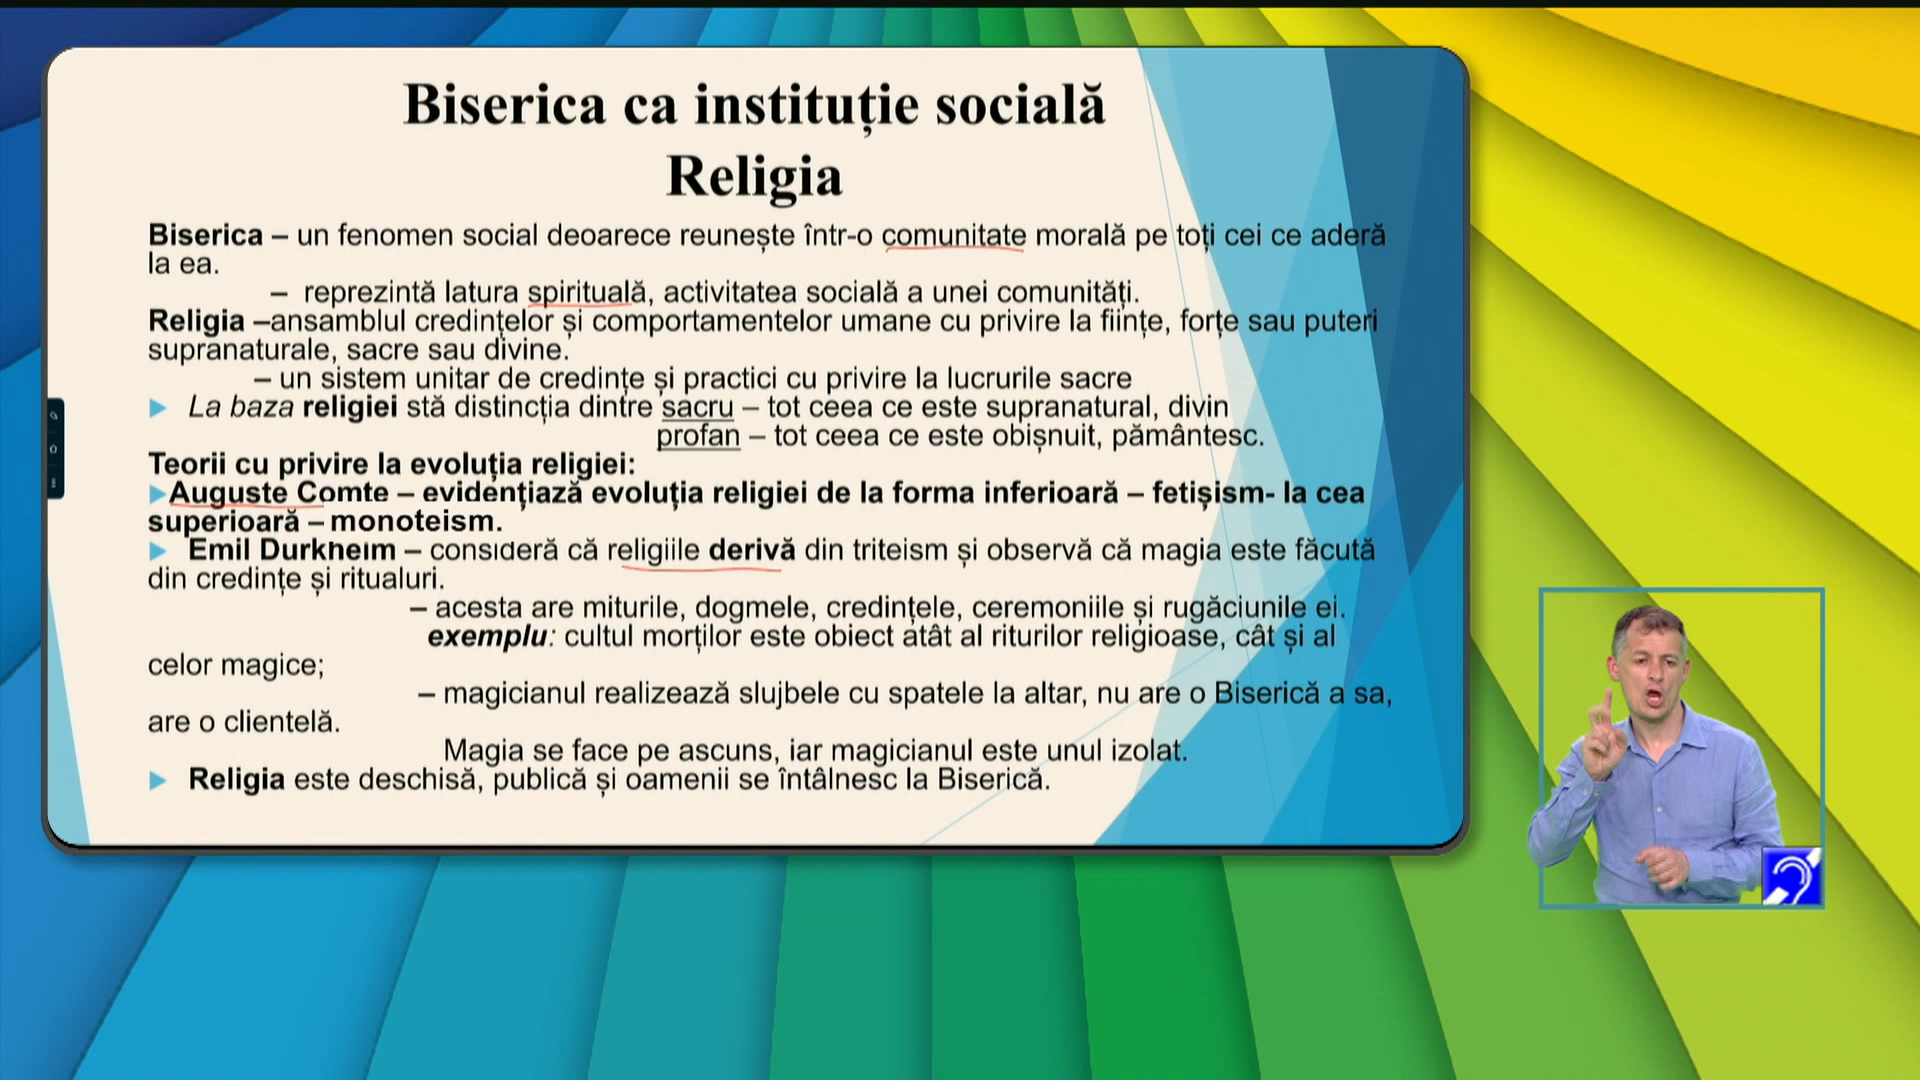 Biserica ca instituție socială
Religia
Biserica – un fenomen social deoarece reunește într-o comunitate morală pe toți cei ce aderă
la ea.
– reprezintă latura spirituală, activitatea socială a unei comunități.
Religia –ansamblul credințelor și comportamentelor umane cu privire la ființe, forțe sau puteri
supranaturale, sacre sau divine.
– un sistem unitar de credințe și practici cu privire la lucrurile sacre
La baza religiei stă distincția dintre sacru – tot ceea ce este supranatural, divin
profan – tot ceea ce este obișnuit, pământesc.
Teorii cu privire la evoluția religiei:
Auguste Comte – evidențiază evoluția religiei de la forma inferioară – fetișism- la cea
superioară – monoteism.
Emil Durkheim – consideră că religiile derivă din triteism și observă că magia este făcută
din credințe și ritualuri.
– acesta are miturile, dogmele, credințele, ceremoniile și rugăciunile ei.
exemplu: cultul morților este obiect atât al riturilor religioase, cât și al
celor magice;
– magicianul realizează slujbele cu spatele la altar, nu are o Biserică a sa,
are o clientelă.
Magia se face pe ascuns, iar magicianul este unul izolat.
Religia este deschisă, publică și oamenii se întâlnesc la Biserică.